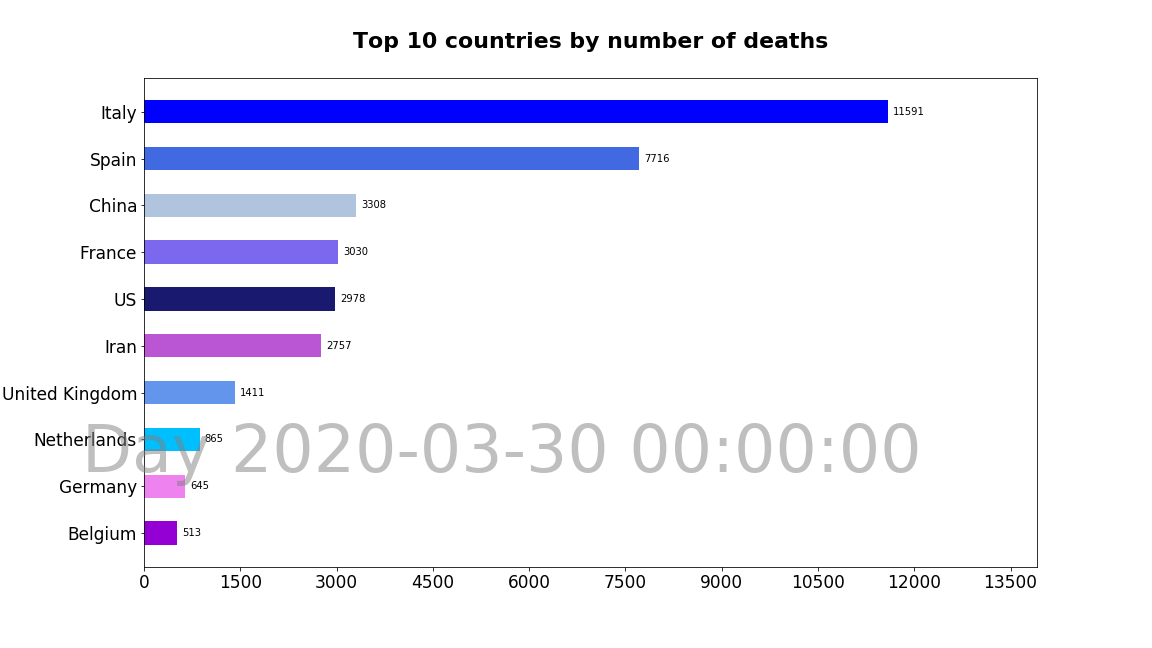 Top 10 countries by number of deaths
Italy 11591
Spain 7716
China 3308
France 3030
US 2978
Iran 2757
United Kingdom 1411
Netherlands 865
Day 2020-03-30 00:00:00
Germany 645
Belgium 513
0 1500 3000 4500 6000 7500 9000 10500 12000 13500